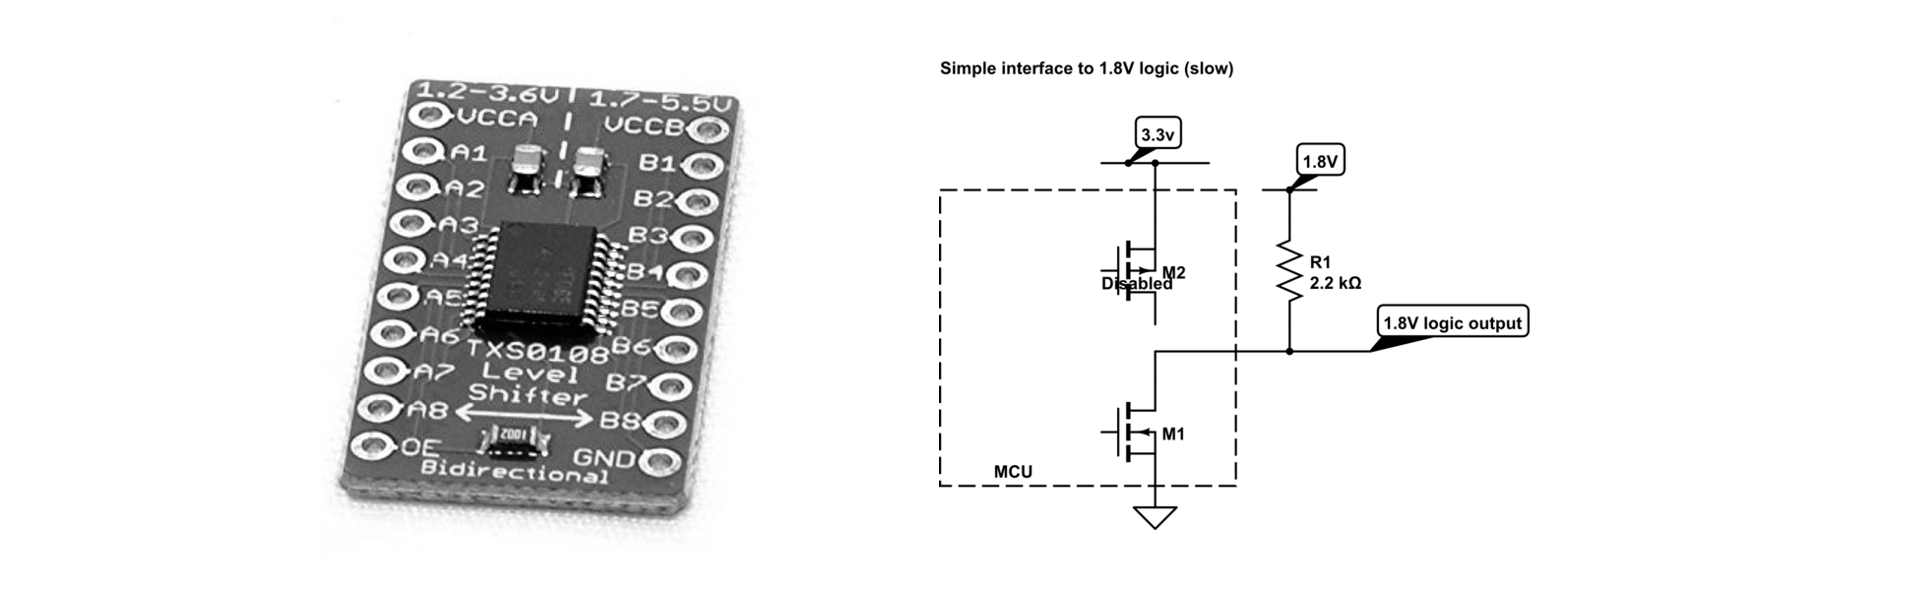 1.2-3.6V | 1.7-5.5V
VCCA
VCCB
A1
B1
A2
B2
A3
B3
A4
B4
A5
B5
A6
B6
TXS0108
A7
Level
B7
Shifter
A8
B8
1002
OE
GND
Bidirectional
Simple interface to 1.8V logic (slow)
3.3v
1.8V
M2
Disabled
R1
2.2 kΩ
1.8V logic output
M1
MCU